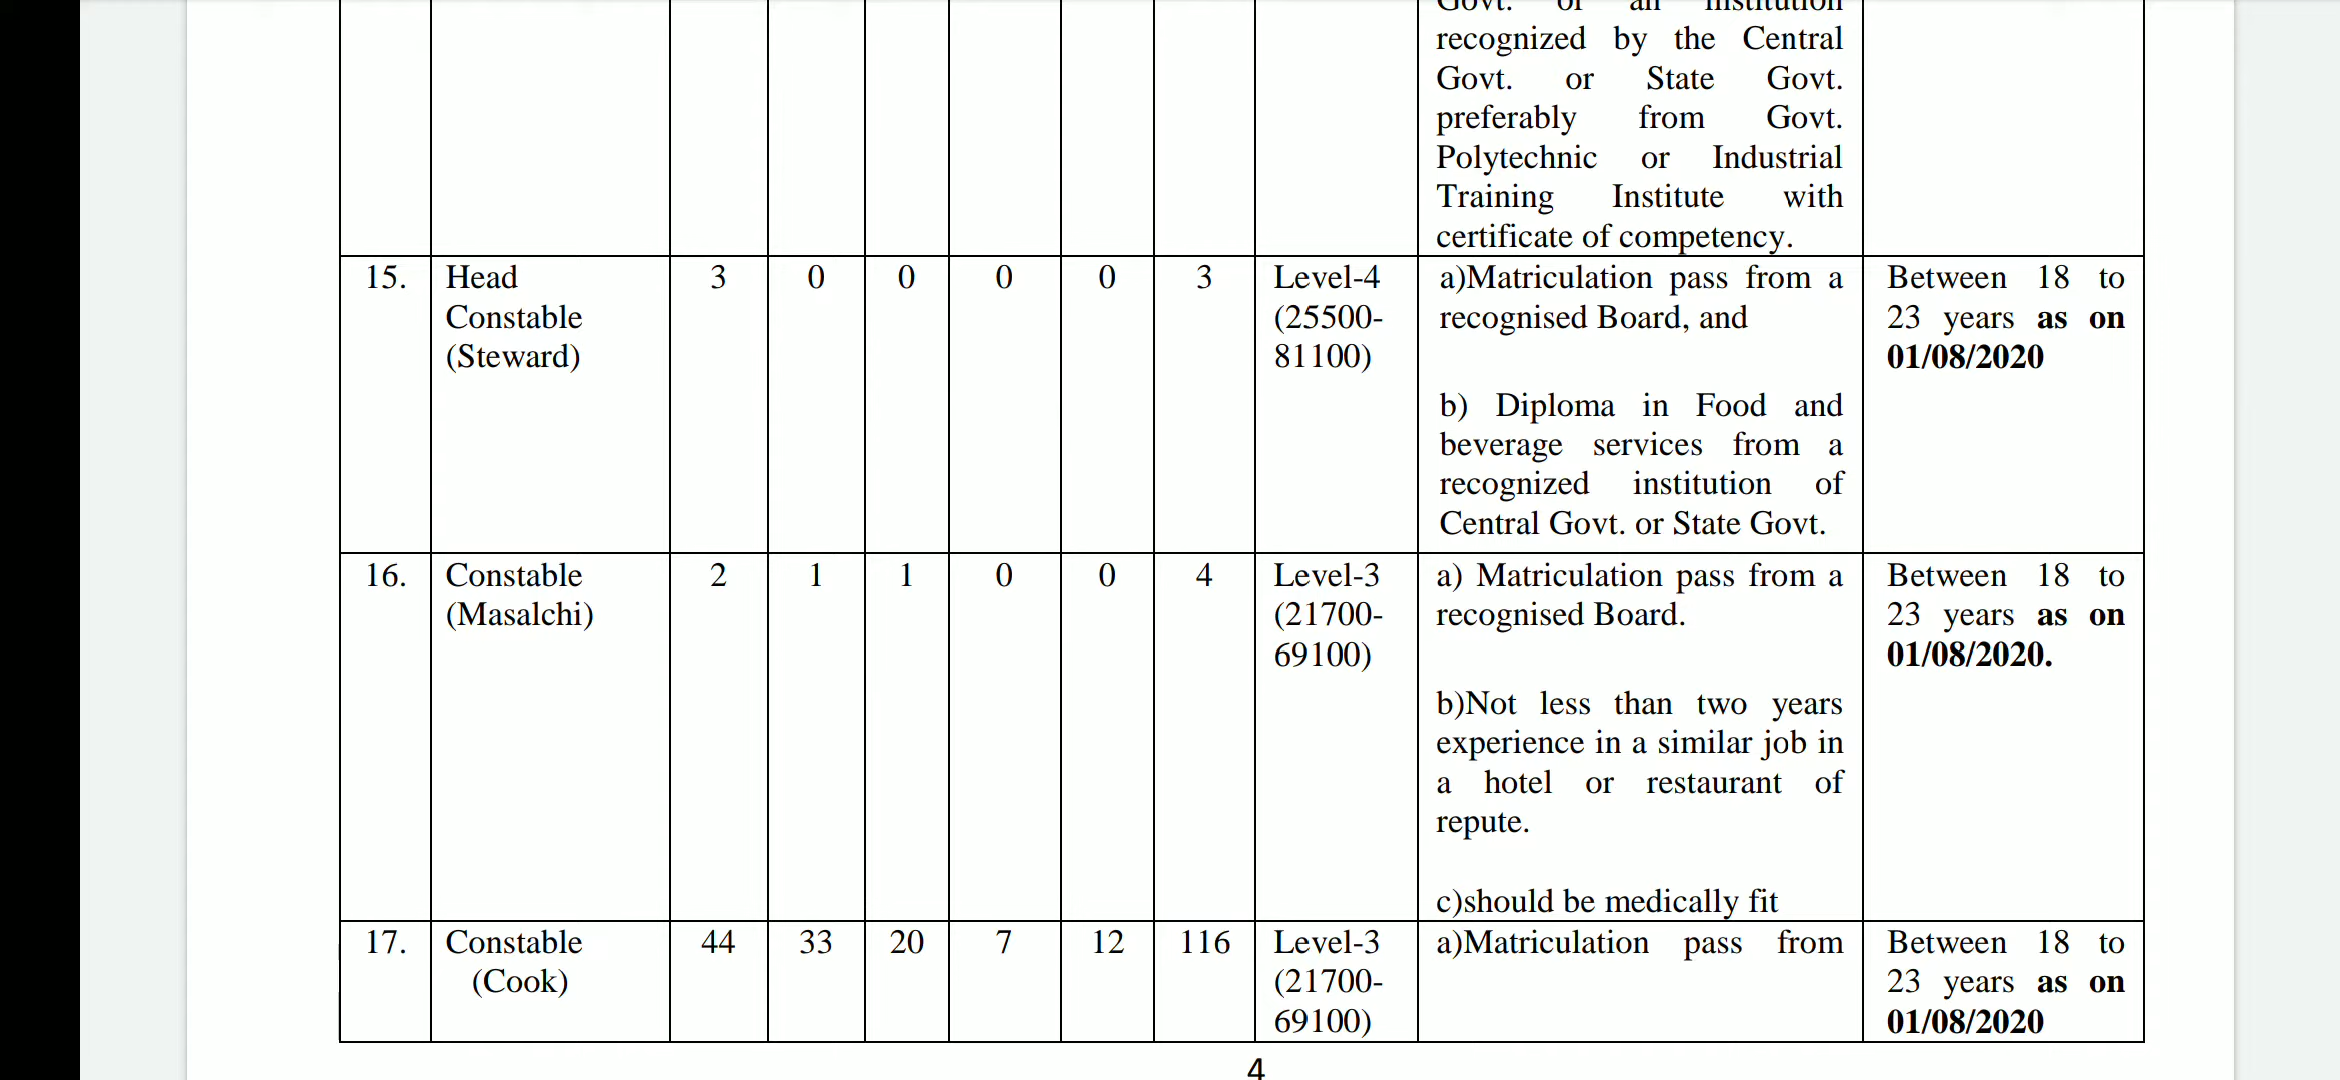 Govt. or an institution
recognized by the Central
Govt. or State Govt.
preferably from Govt.
Polytechnic or Industrial
Training Institute with
certificate of competency.
15. Head 3 0 0 0 0 3 Level-4 a)Matriculation pass from a Between 18 to
Constable (25500- recognised Board, and 23 years as on
(Steward) 81100) 01/08/2020
b) Diploma in Food and
beverage services from a
recognized institution of
Central Govt. or State Govt.
16. Constable 2 1 1 0 0 4 Level-3 a) Matriculation pass from a Between 18 to
(Masalchi) (21700- recognised Board. 23 years as on
69100) 01/08/2020.
b)Not less than two years
experience in a similar job in
a hotel or restaurant of
repute.
c)should be medically fit
17. Constable 44 33 20 7 12 116 Level-3 a)Matriculation pass from Between 18 to
(Cook) (21700- 23 years as on
69100) 01/08/2020
4